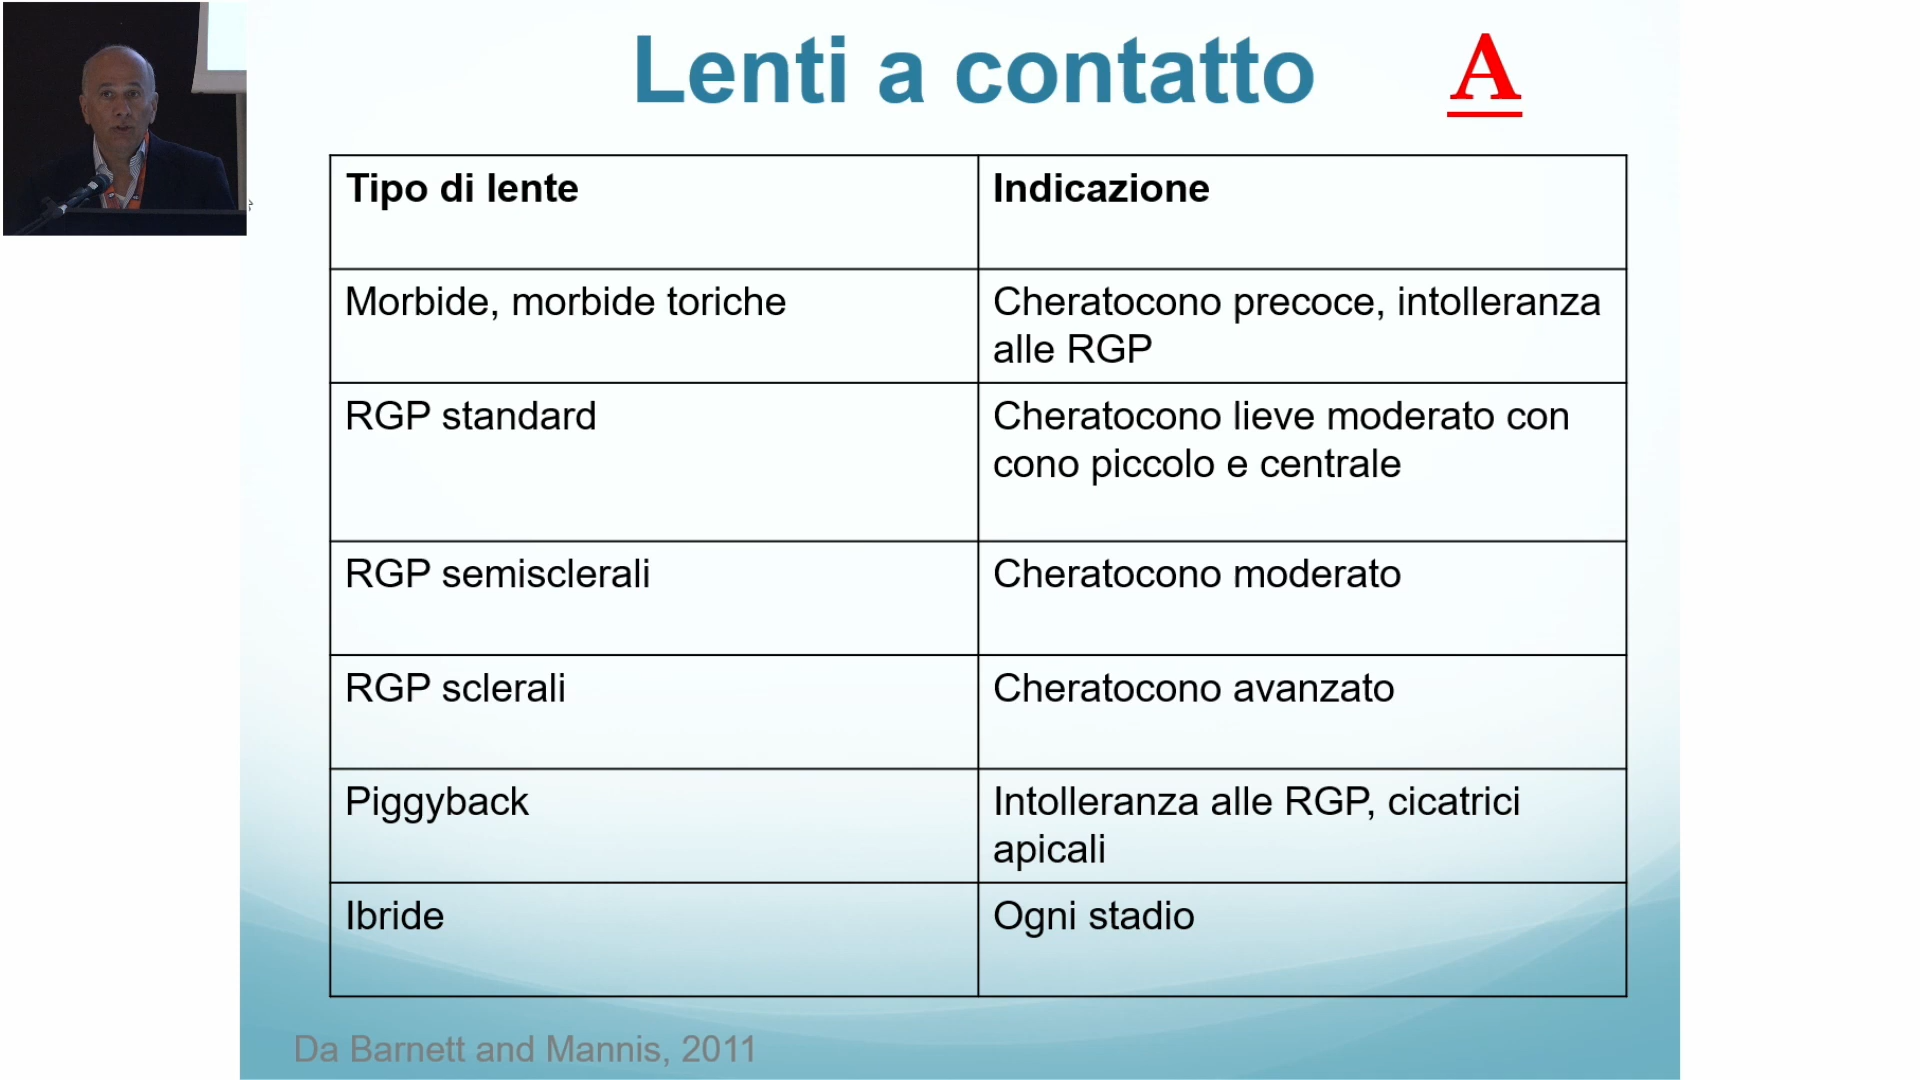 Lenti a contatto A
Tipo di lente
Indicazione
Morbide, morbide toriche
Cheratocono precoce, intolleranza
alle RGP
RGP standard
Cheratocono lieve moderato con
cono piccolo e centrale
RGP semisclerali
Cheratocono moderato
RGP sclerali
Cheratocono avanzato
Piggyback
Intolleranza alle RGP, cicatrici
apicali
Ibride
Ogni stadio
Da Barnett and Mannis, 2011